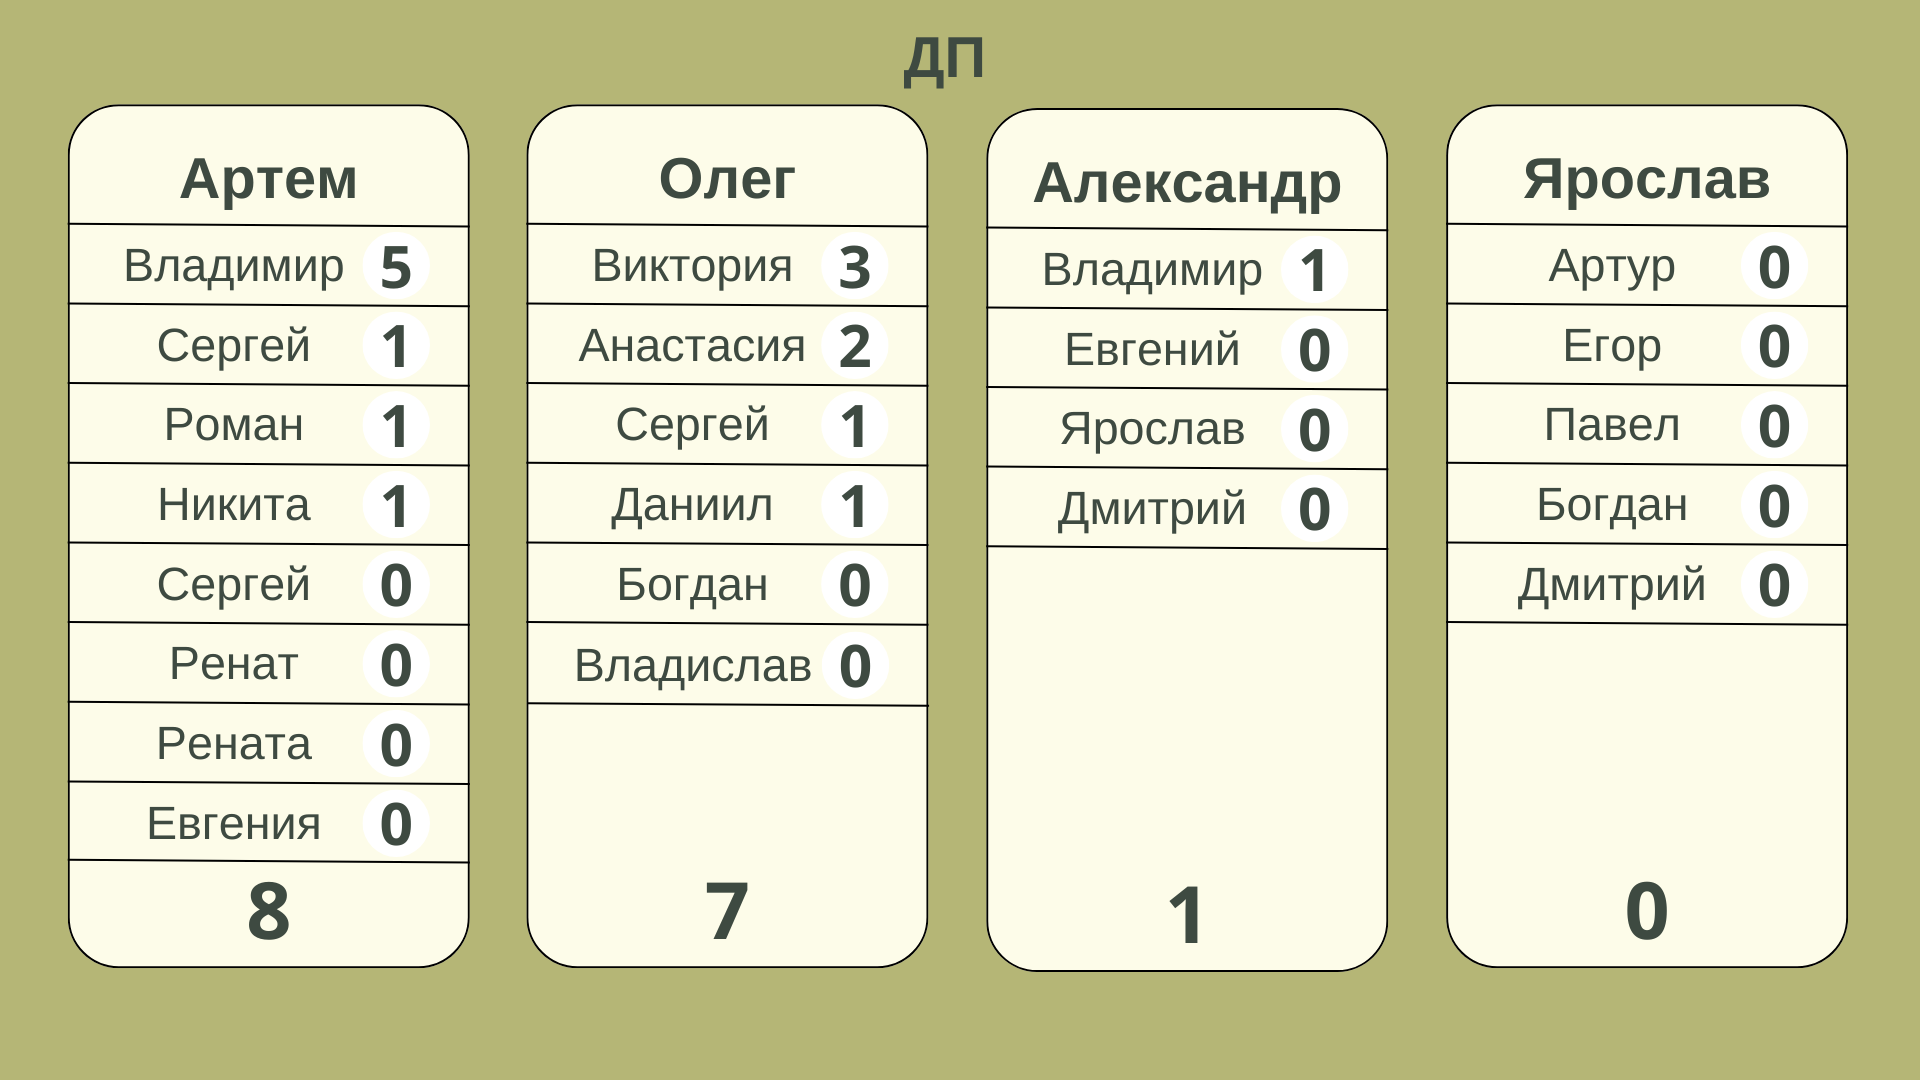 ДП
Артем
Владимир 5
Сергей 1
Роман 1
Никита 1
Сергей 0
Ренат 0
Рената 0
Евгения 0
8
Олег
Виктория 3
Анастасия 2
Сергей 1
Даниил 1
Богдан 0
Владислав 0
7
Александр
Владимир 1
Евгений 0
Ярослав 0
Дмитрий 0
1
Ярослав
Артур 0
Егор 0
Павел 0
Богдан 0
Дмитрий 0
0